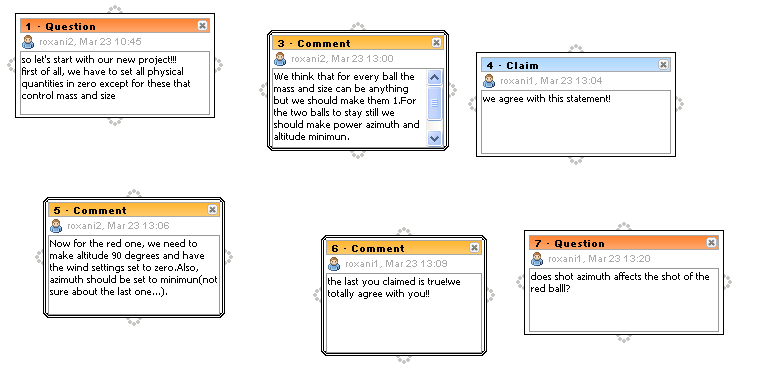 1 - Question
roxani2, Mar 23 10:45
so let's start with our new project!!!
first of all, we have to set all physical
quantities in zero except for these that
control mass and size
3 - Comment
roxani2, Mar 23 13:00
We think that for every ball the
mass and size can be anything
but we should make them 1.For
the two balls to stay still we
should make power azimuth and
altitude minimun.
4 - Claim
roxani1, Mar 23 13:04
we agree with this statement!
5 - Comment
roxani2, Mar 23 13:06
Now for the red one, we need to
make altitude 90 degrees and have
the wind settings set to zero.Also,
azimuth should be set to minimun(not
sure about the last one...).
6 - Comment
roxani1, Mar 23 13:09
the last you claimed is true!we
totally agree with you!!
7 - Question
roxani1, Mar 23 13:20
does shot azimuth affects the shot of the
red balll?